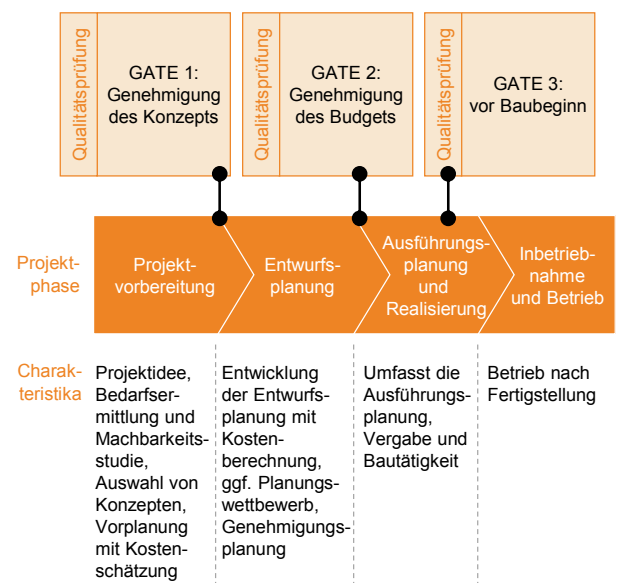 Qualitätsprüfung
GATE 1:
Genehmigung
des Konzepts
Qualitätsprüfung
GATE 2:
Genehmigung
des Budgets
Qualitätsprüfung
GATE 3:
vor Baubeginn
Projekt-
phase
Projekt-
vorbereitung
Entwurfs-
planung
Ausführungs-
planung
und
Realisierung
Inbetrieb-
nahme
und Betrieb
Charak-
teristika
Projektidee,
Bedarfser-
mittlung und
Machbarkeits-
studie,
Auswahl von
Konzepten,
Vorplanung
mit Kosten-
schätzung
Entwicklung
der Entwurfs-
planung mit
Kosten-
berechnung,
ggf. Planungs-
wettbewerb,
Genehmigungs-
planung
Umfasst die
Ausführungs-
planung,
Vergabe und
Bautätigkeit
Betrieb nach
Fertigstellung